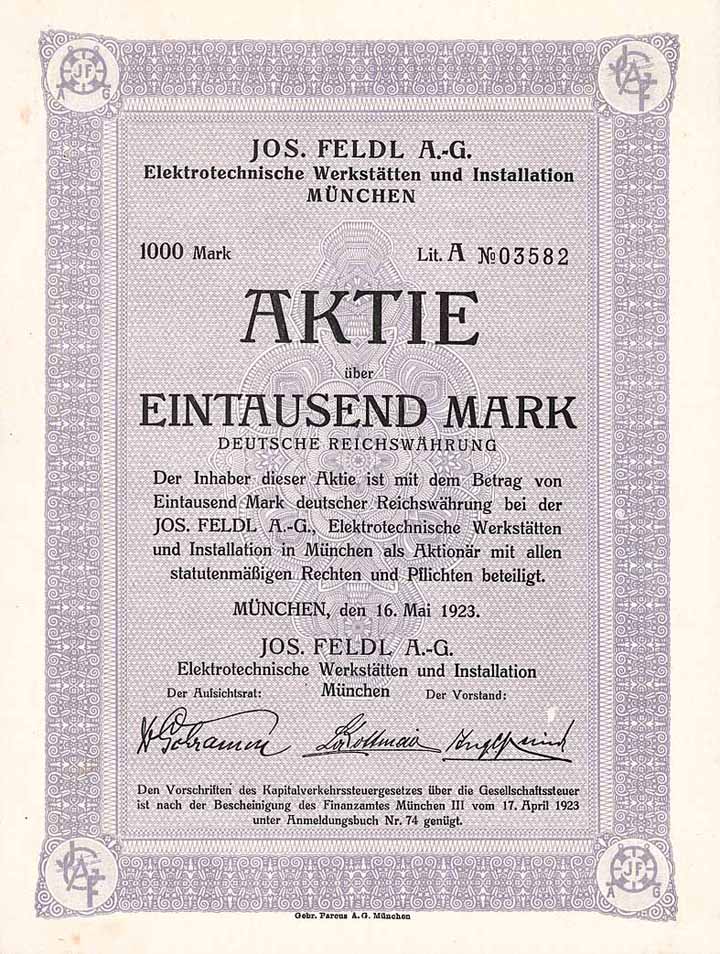 JOS. FELDL A.-G.
Elektrotechnische Werkstätten und Installation
MÜNCHEN
1000 Mark Lit. A № 03582
AKTIE
über
EINTAUSEND MARK
DEUTSCHE REICHSWÄHRUNG
Der Inhaber dieser Aktie ist mit dem Betrag von
Eintausend Mark deutscher Reichswährung bei der
JOS. FELDL A.-G., Elektrotechnische Werkstätten
und Installation in München als Aktionär mit allen
statutenmäßigen Rechten und Pflichten beteiligt.
MÜNCHEN, den 16. Mai 1923.
JOS. FELDL A.-G.
Elektrotechnische Werkstätten und Installation
Der Aufsichtsrat: München Der Vorstand:
Den Vorschriften des Kapitalverkehrssteuergesetzes über die Gesellschaftssteuer
ist nach der Bescheinigung des Finanzamtes München III vom 17. April 1923
unter Anmeldungsbuch Nr. 74 genügt.
Gebr. Parcus A.G. München